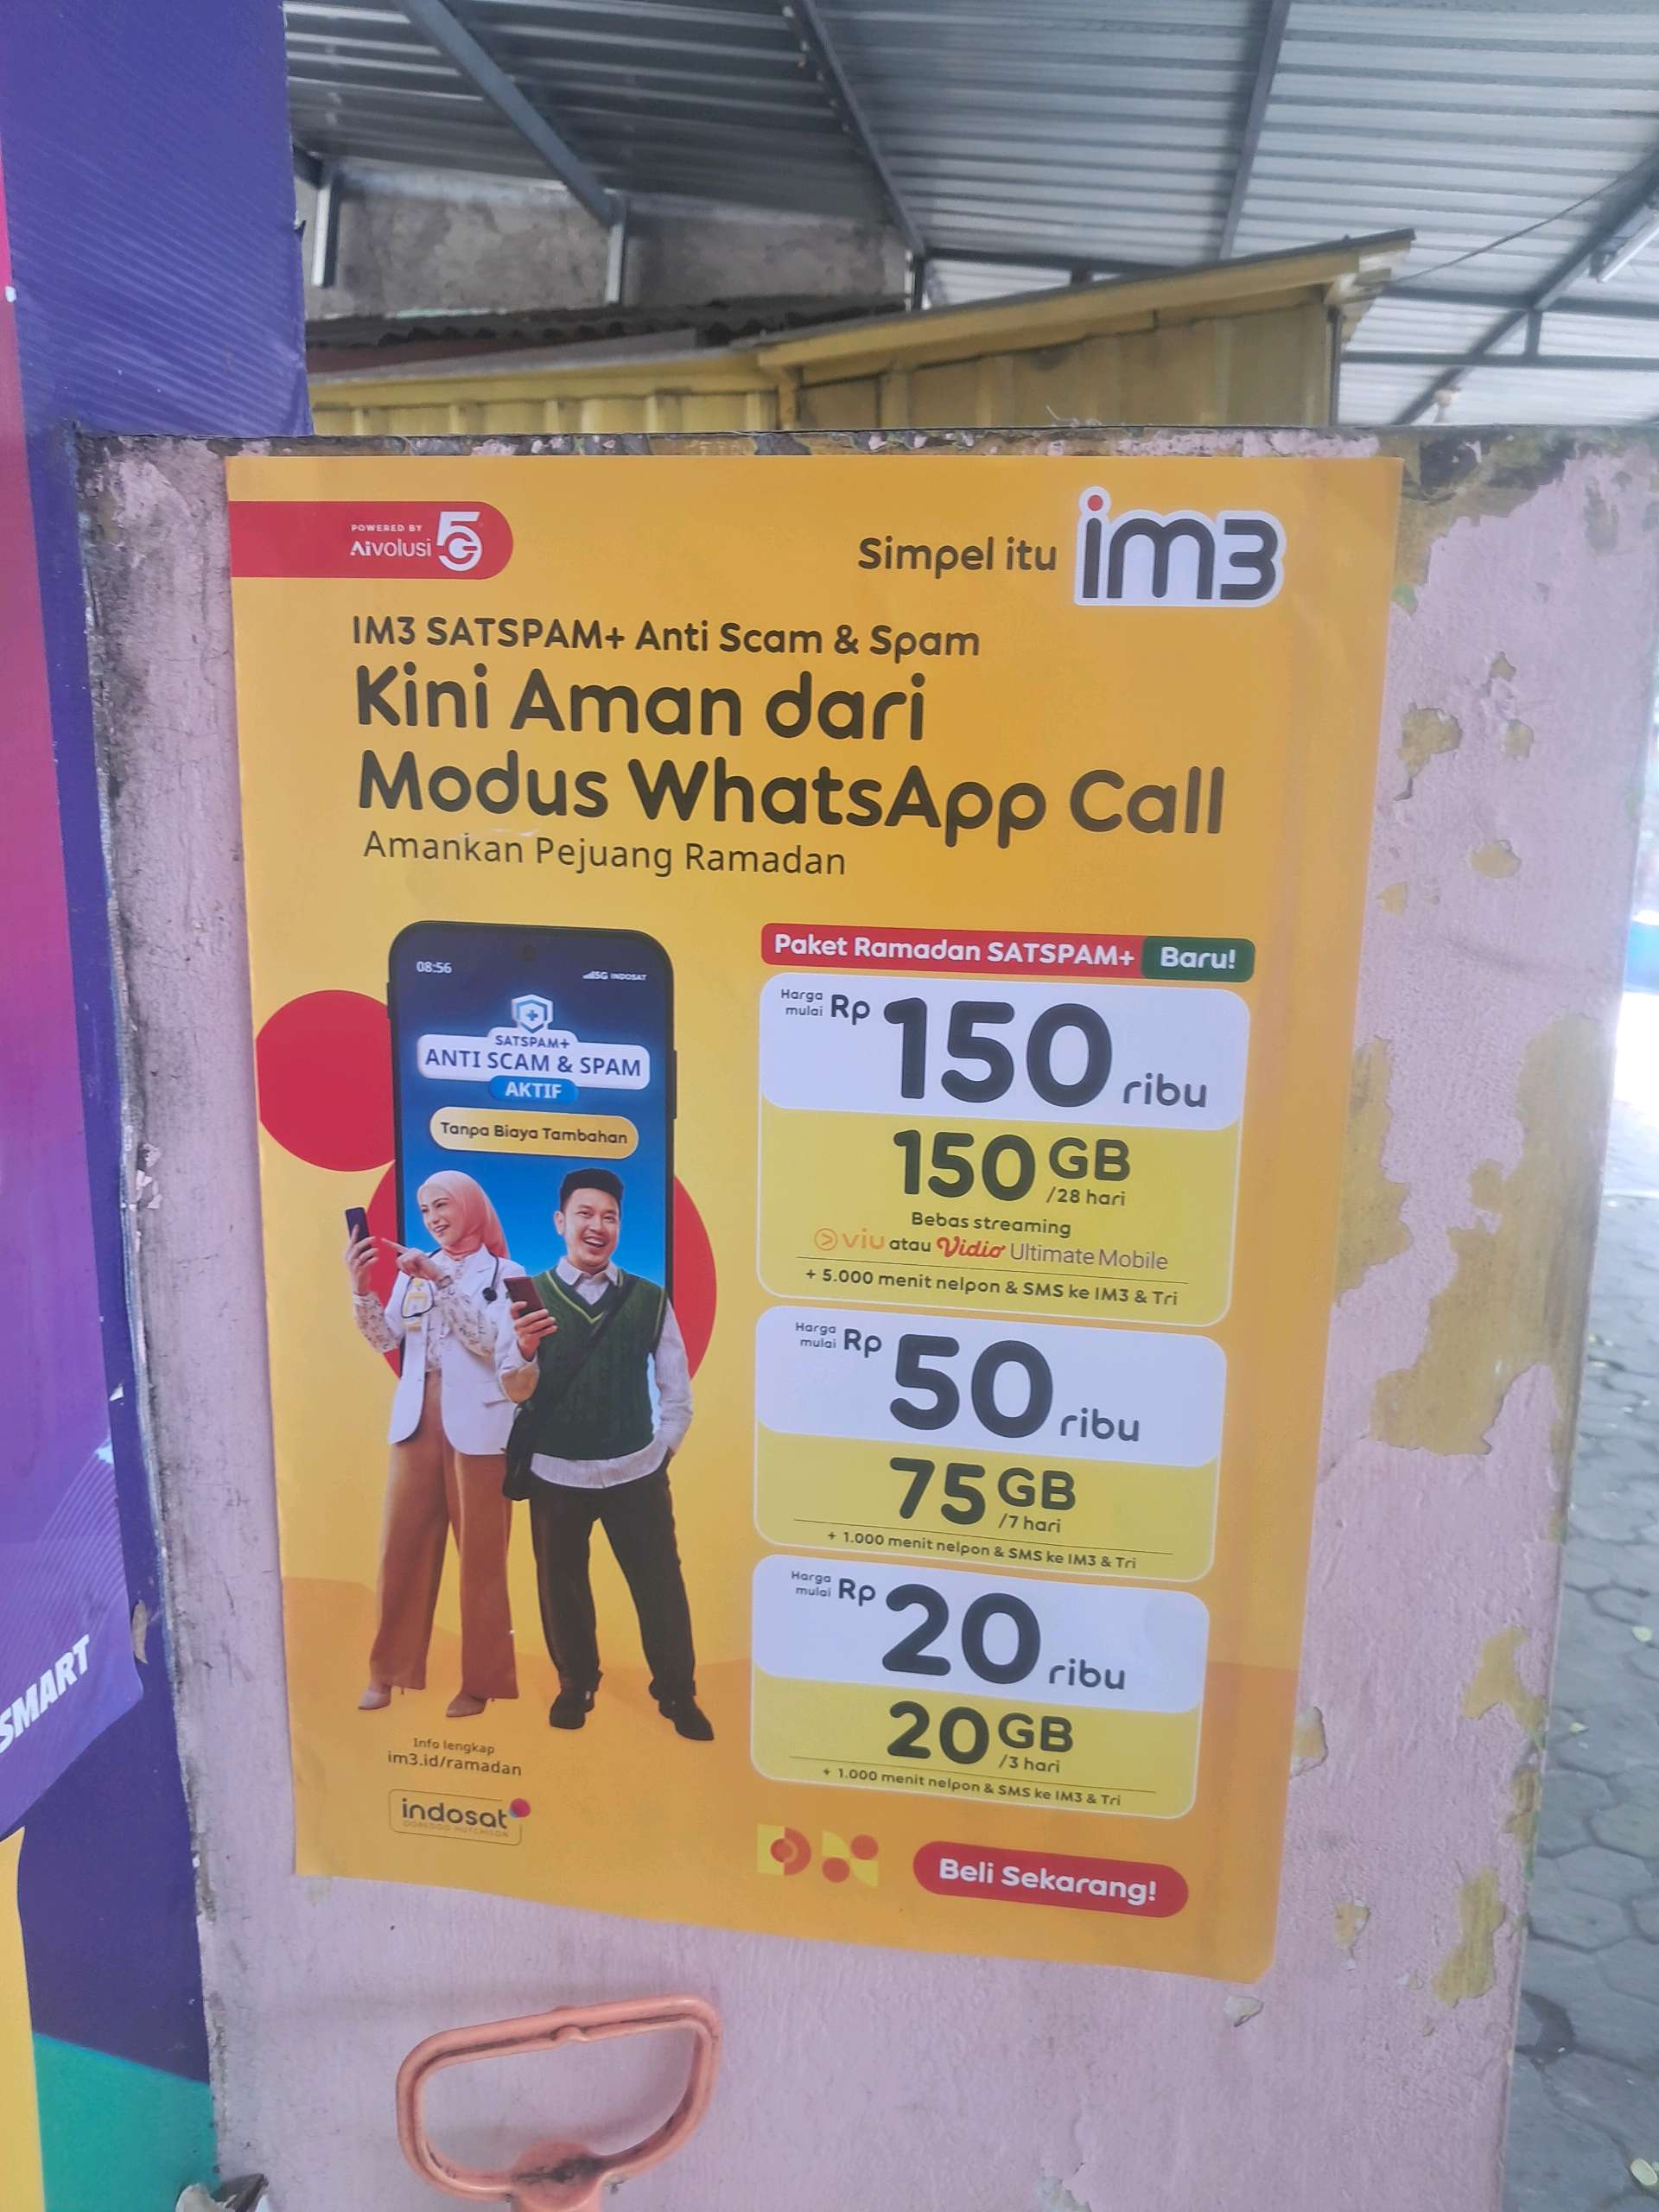 POWERED BY
AIvolusi 5G
Simpel itu im3
IM3 SATSPAM+ Anti Scam & Spam
Kini Aman dari
Modus WhatsApp Call
Amankan Pejuang Ramadan
08:56
5G INDOSAT
SATSPAM+
ANTI SCAM & SPAM
AKTIF
Tanpa Biaya Tambahan
Paket Ramadan SATSPAM+ Baru!
Harga mulai Rp 150 ribu
150 GB
/28 hari
Bebas streaming
viu atau Vidio Ultimate Mobile
+ 5.000 menit nelpon & SMS ke IM3 & Tri
Harga mulai Rp 50 ribu
75 GB
/7 hari
+ 1.000 menit nelpon & SMS ke IM3 & Tri
Harga mulai Rp 20 ribu
20 GB
/3 hari
+ 1.000 menit nelpon & SMS ke IM3 & Tri
Info lengkap
im3.id/ramadan
indosat
OOREDOO HUTCHISON
Beli Sekarang!
SMART